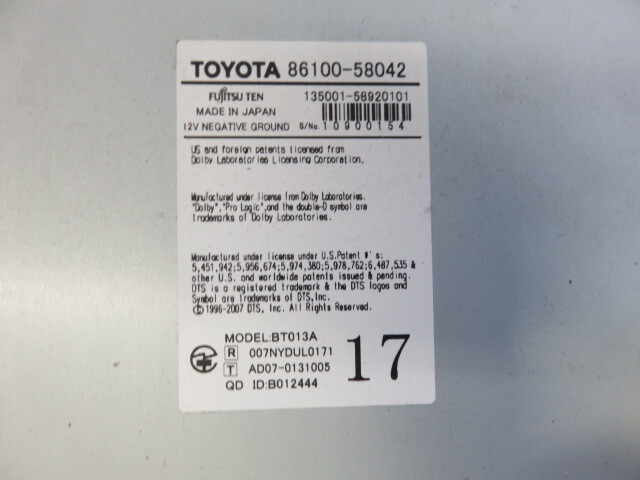 TOYOTA 86100-58042
FUJITSU TEN 135001-58920101
MADE IN JAPAN
12V NEGATIVE GROUND S/No. 10900154
US and foreign patents licensed from
Dolby Laboratories Licensing Corporation.
Manufactured under license from Dolby Laboratories.
"Dolby","Pro Logic",and the double-D symbol are
trademarks of Dolby Laboratories.
Manufactured under license under U.S.Patent #'s:
5,451,942;5,956,674;5,974,380;5,978,762;6,487,535 &
other U.S. and worldwide patents issued & pending.
DTS is a registered trademark & the DTS logos and
Symbol are trademarks of DTS,Inc.
©1996-2007 DTS, Inc. All Rights Reserved.
MODEL:BT013A
R 007NYDUL0171
T AD07-0131005
QD ID:B012444
17